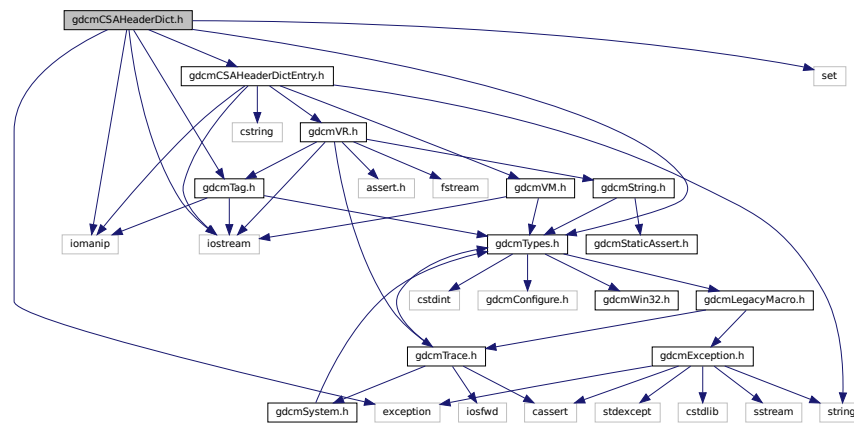 gdcmCSAHeaderDict.h
gdcmCSAHeaderDictEntry.h
set
cstring
gdcmVR.h
gdcmTag.h
assert.h
fstream
gdcmVM.h
gdcmString.h
iomanip
iostream
gdcmTypes.h
gdcmStaticAssert.h
cstdint
gdcmConfigure.h
gdcmWin32.h
gdcmLegacyMacro.h
gdcmTrace.h
gdcmException.h
gdcmSystem.h
exception
iosfwd
cassert
stdexcept
cstdlib
sstream
string